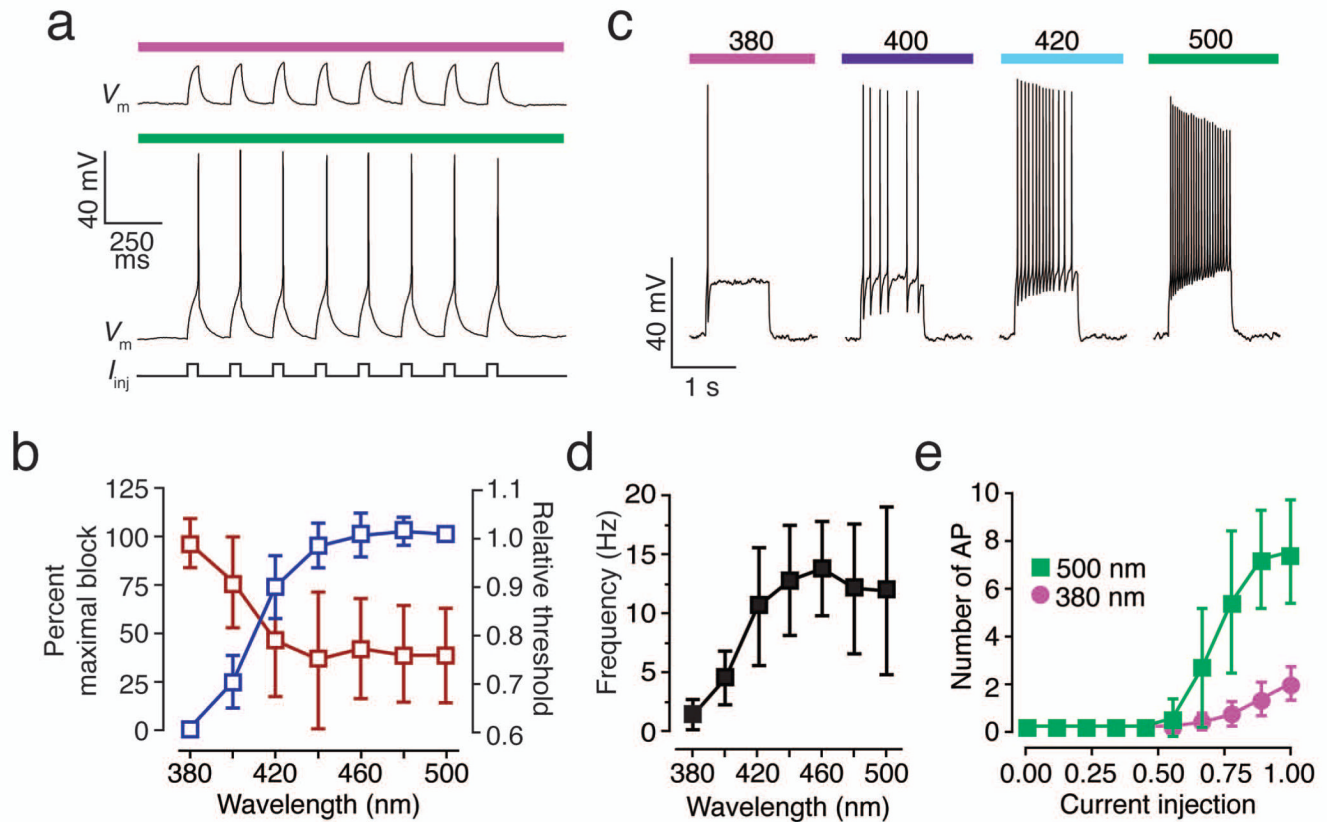 a
Vm
40 mV
250
ms
Vm
Iinj
c
380
400
420
500
40 mV
1 s
b
Percent
maximal block
125
100
75
50
25
0
1.1
1.0
0.9
0.8
0.7
0.6
Relative threshold
380
420
460
500
Wavelength (nm)
d
Frequency (Hz)
20
15
10
5
0
380
420
460
500
Wavelength (nm)
e
Number of AP
10
8
6
4
2
0
500 nm
380 nm
0.00
0.25
0.50
0.75
1.00
Current injection